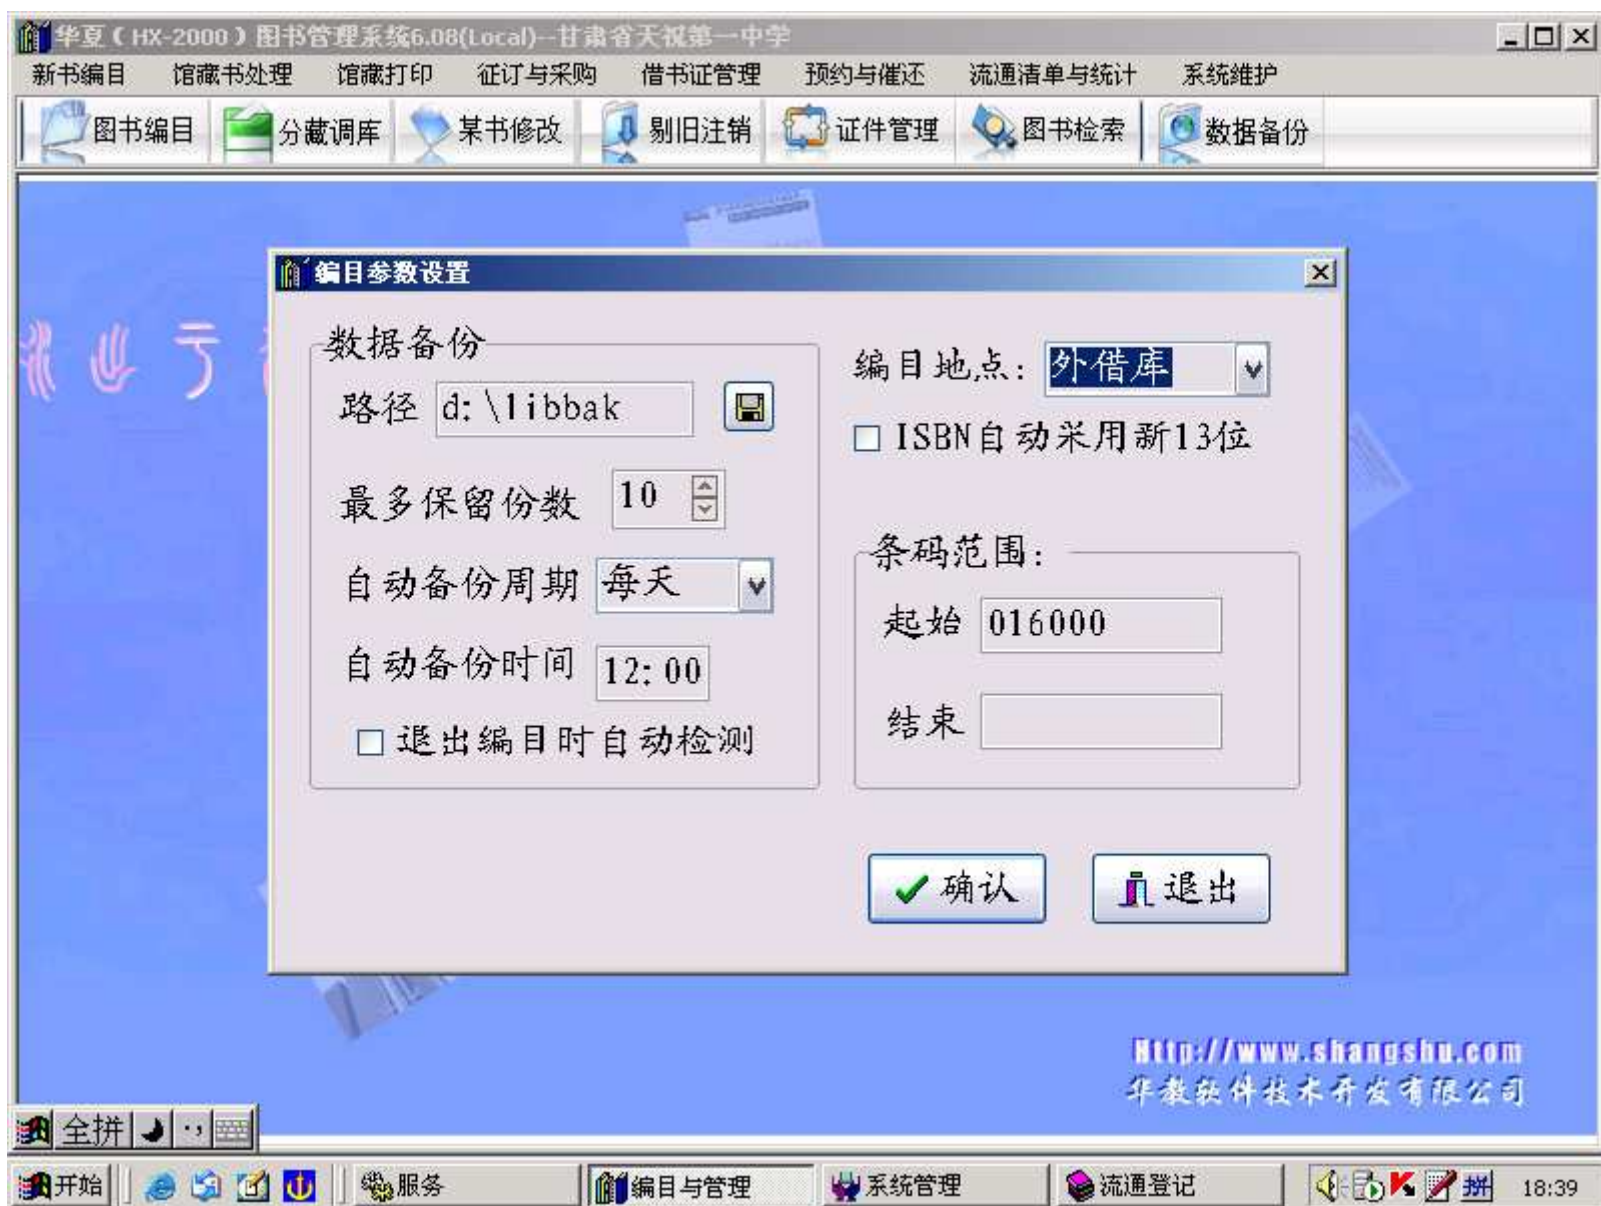 华夏(HX-2000)图书管理系统6.08(Local)--甘肃省天祝第一中学
新书编目 馆藏书处理 馆藏打印 征订与采购 借书证管理 预约与催还 流通清单与统计 系统维护
图书编目 分藏调库 某书修改 剔旧注销 证件管理 图书检索 数据备份
编目参数设置
数据备份
编目地点: 外借库
路径 d:\libbak
ISBN自动采用新13位
最多保留份数 10
条码范围:
自动备份周期 每天
起始 016000
自动备份时间 12:00
结束
退出编目时自动检测
确认 退出
Http://www.shangshu.com
华教软件技术开发有限公司
全拼
开始 服务 编目与管理 系统管理 流通登记 拼 18:39